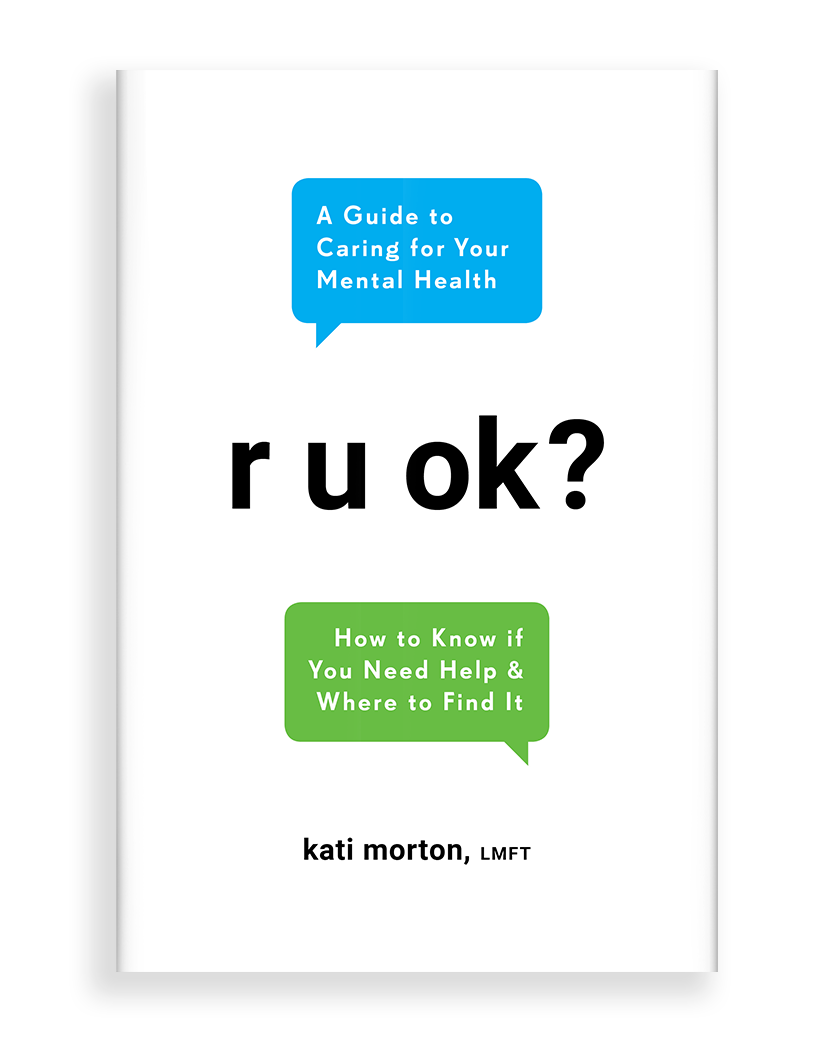 A Guide to
Caring for Your
Mental Health
r u ok?
How to Know if
You Need Help &
Where to Find It
kati morton, LMFT